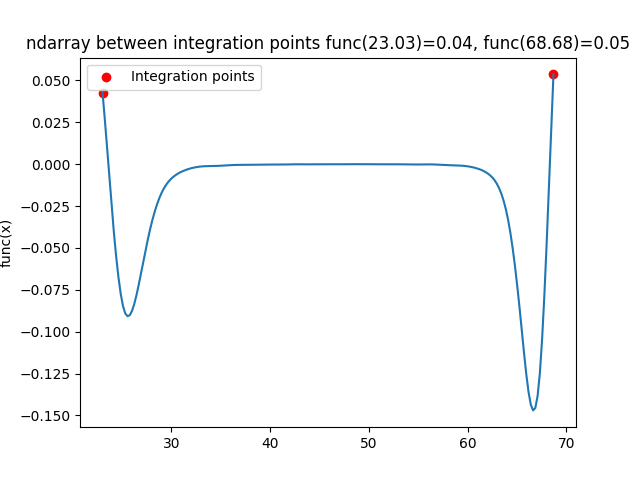 ndarray between integration points func(23.03)=0.04, func(68.68)=0.05
Integration points
0.050
0.025
0.000
−0.025
−0.050
−0.075
−0.100
−0.125
−0.150
func(x)
30 40 50 60 70